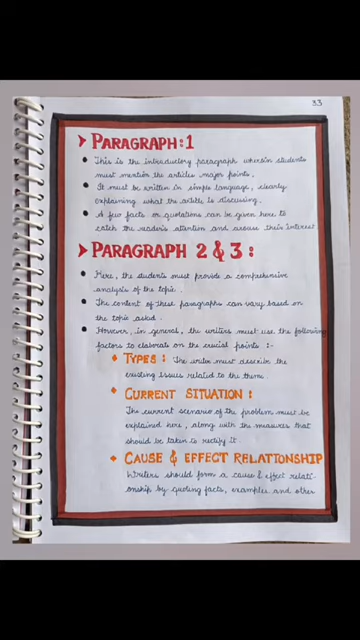 33
PARAGRAPH:1
This is the introductory paragraph wherein students
must mention the articles major points.
It must be written in simple language, clearly
explaining what the article is discussing.
A few facts or quotations can be given here to
catch the reader's attention and arouse their interest
PARAGRAPH 2 & 3:
Here, the students must provide a comprehensive
analysis of the topic.
The content of these paragraphs can vary based on
the topic asked.
However, in general, the writers must use the following
factors to elaborate on the crucial points :-
TYPES: The writer must describe the
existing issues related to the theme.
CURRENT SITUATION:
The current scenario of the problem must be
explained here, along with the measures that
should be taken to rectify it.
CAUSE & EFFECT RELATIONSHIP
Writers should form a cause & effect relati-
onship by quoting facts, examples and other